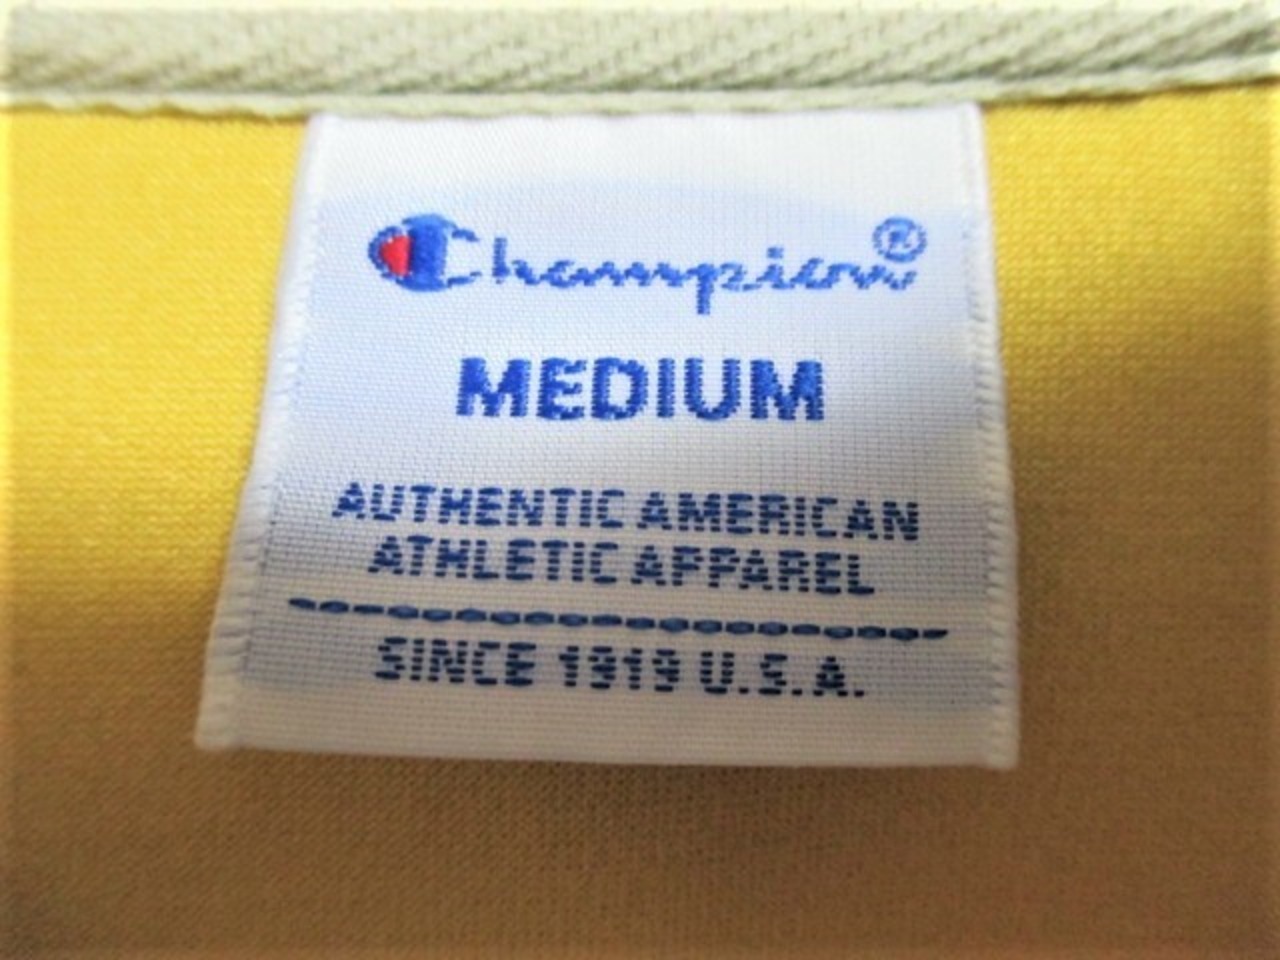 Champion®
MEDIUM
AUTHENTIC AMERICAN
ATHLETIC APPAREL
SINCE 1919 U.S.A.